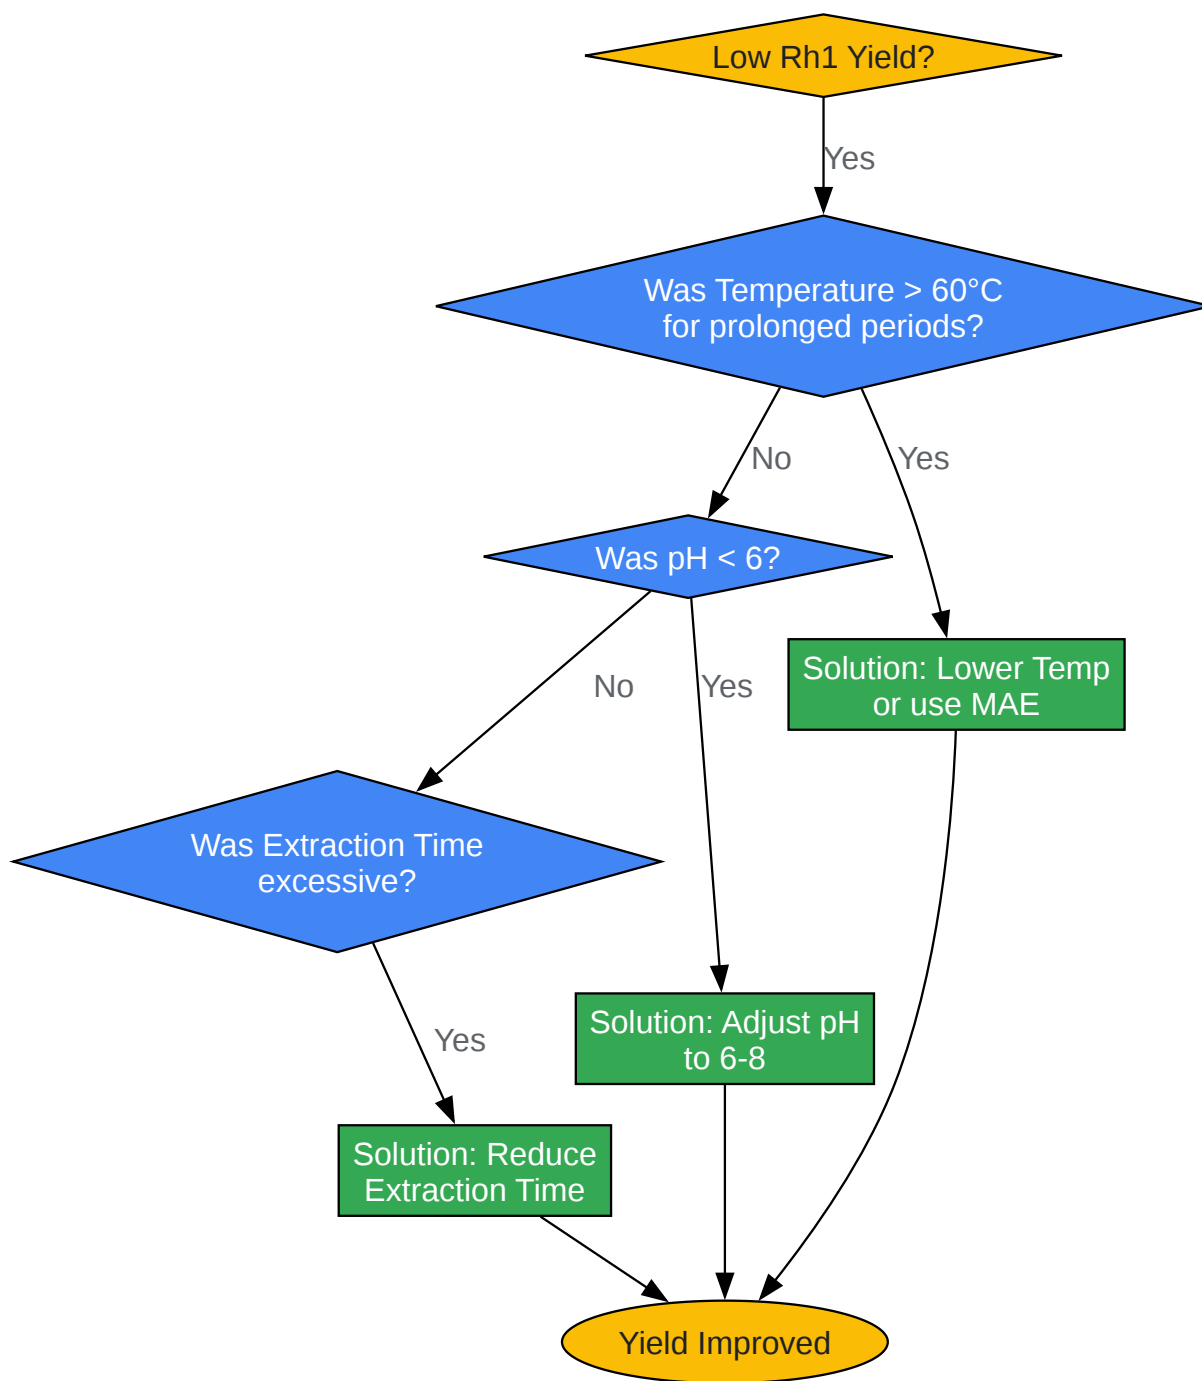 Low Rh1 Yield?
Yes
Was Temperature > 60°C
for prolonged periods?
No
Yes
Was pH < 6?
No
Yes
Solution: Lower Temp
or use MAE
Was Extraction Time
excessive?
Yes
Solution: Adjust pH
to 6-8
Solution: Reduce
Extraction Time
Yield Improved